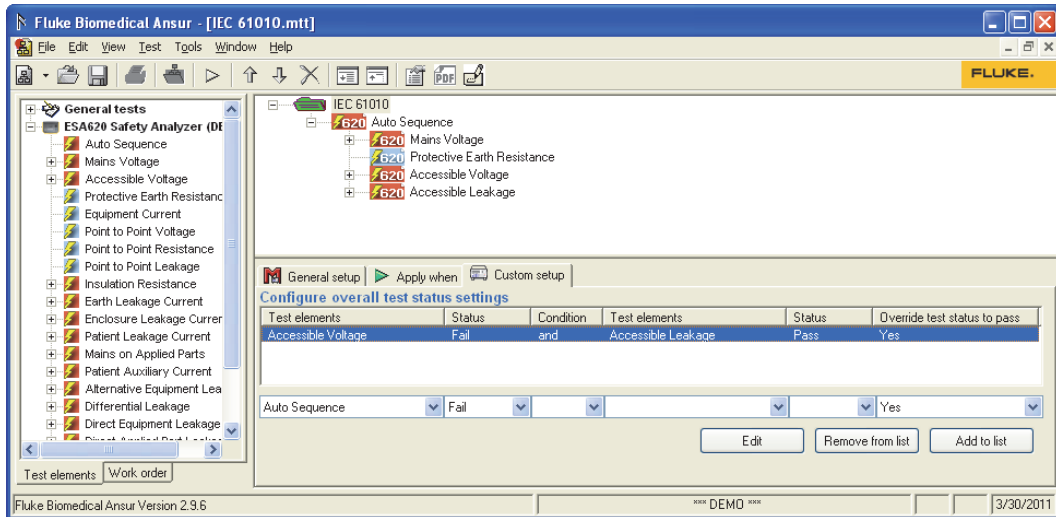 Fluke Biomedical Ansur - [IEC 61010.mtt]
File Edit View Test Tools Window Help
PDF
FLUKE.
General tests
ESA620 Safety Analyzer (DE
Auto Sequence
Mains Voltage
Accessible Voltage
Protective Earth Resistanc
Equipment Current
Point to Point Voltage
Point to Point Resistance
Point to Point Leakage
Insulation Resistance
Earth Leakage Current
Enclosure Leakage Currer
Patient Leakage Current
Mains on Applied Parts
Patient Auxiliary Current
Alternative Equipment Lea
Differential Leakage
Direct Equipment Leakage
Test elements Work order
IEC 61010
620 Auto Sequence
620 Mains Voltage
620 Protective Earth Resistance
620 Accessible Voltage
620 Accessible Leakage
General setup Apply when Custom setup
Configure overall test status settings
Test elements Status Condition Test elements Status Override test status to pass
Accessible Voltage Fail and Accessible Leakage Pass Yes
Auto Sequence Fail Yes
Edit Remove from list Add to list
Fluke Biomedical Ansur Version 2.9.6 *** DEMO *** 3/30/2011